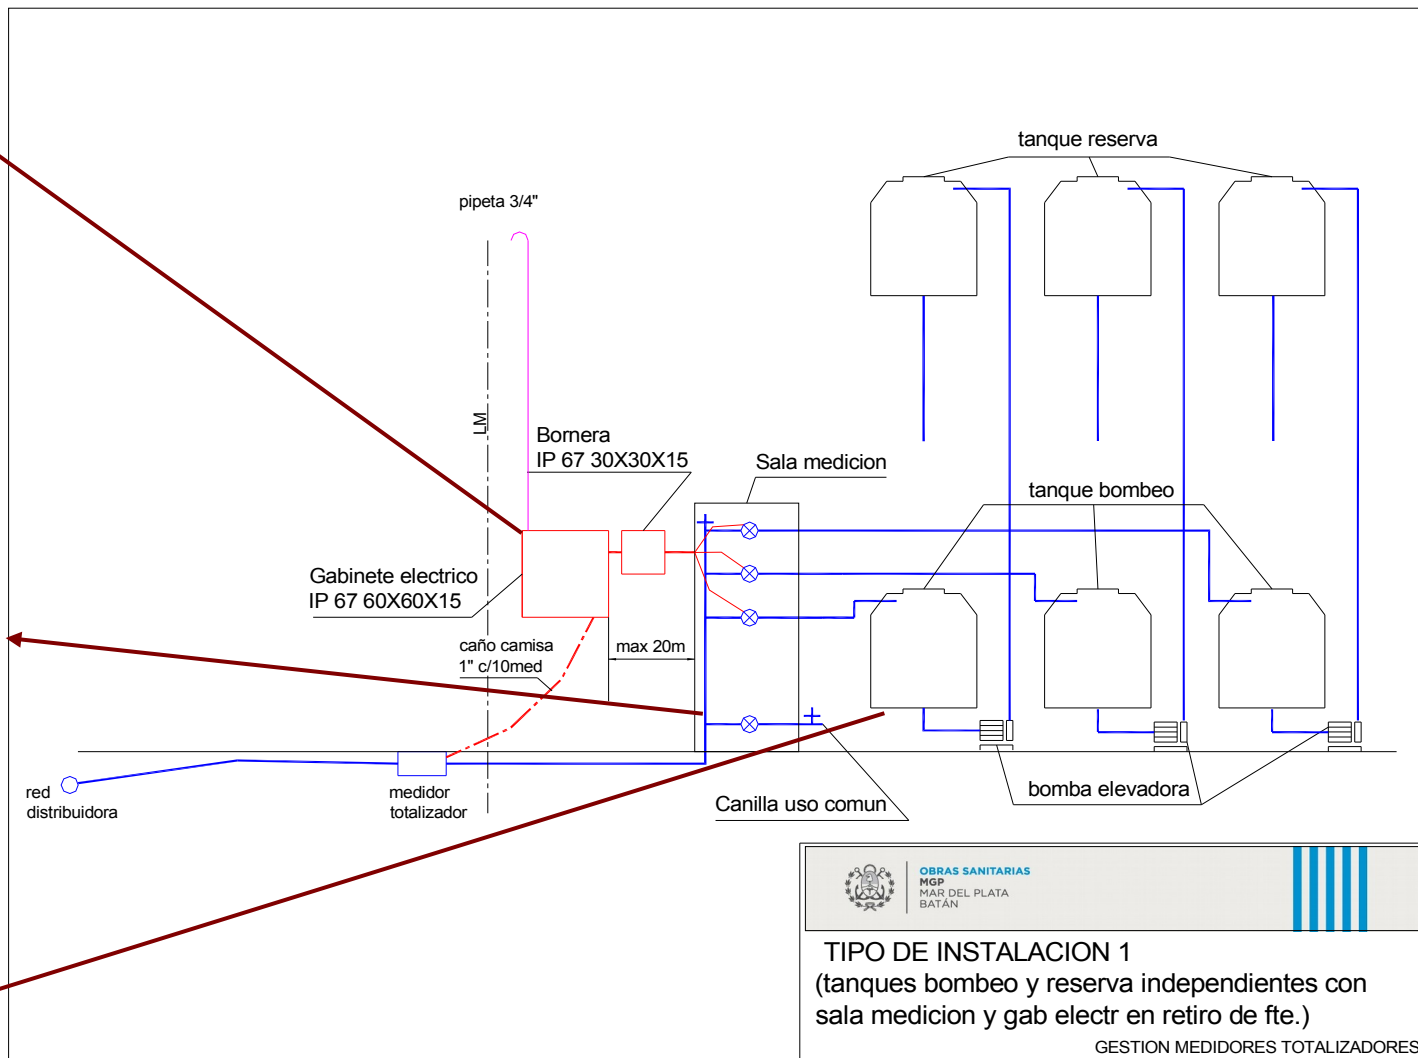 tanque reserva
pipeta 3/4"
LM
Bornera
IP 67 30X30X15
Sala medicion
tanque bombeo
Gabinete electrico
IP 67 60X60X15
caño camisa
1" c/10med
max 20m
red
distribuidora
medidor
totalizador
Canilla uso comun
bomba elevadora
OBRAS SANITARIAS
MGP
MAR DEL PLATA
BATÁN
TIPO DE INSTALACION 1
(tanques bombeo y reserva independientes con
sala medicion y gab electr en retiro de fte.)
GESTION MEDIDORES TOTALIZADORES